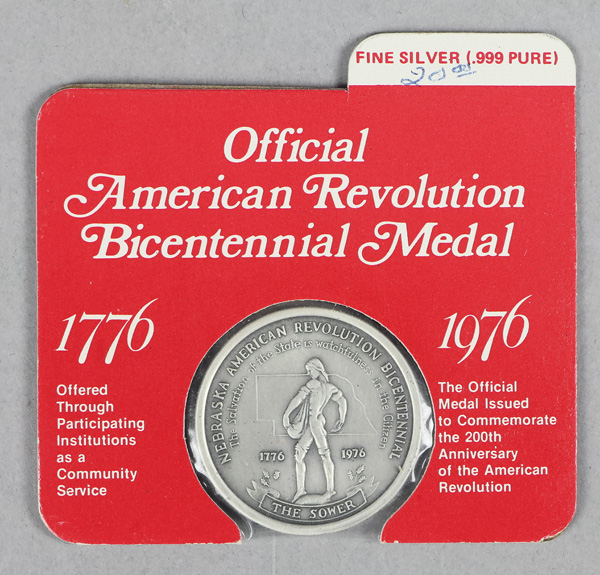 FINE SILVER (.999 PURE)
20.00
Official
American Revolution
Bicentennial Medal
1776
1976
Offered
Through
Participating
Institutions
as a
Community
Service
The Official
Medal Issued
to Commemorate
the 200th
Anniversary
of the American
Revolution
NEBRASKA AMERICAN REVOLUTION BICENTENNIAL
The Salvation of the State is watchfulness in the Citizen
1776 1976
THE SOWER